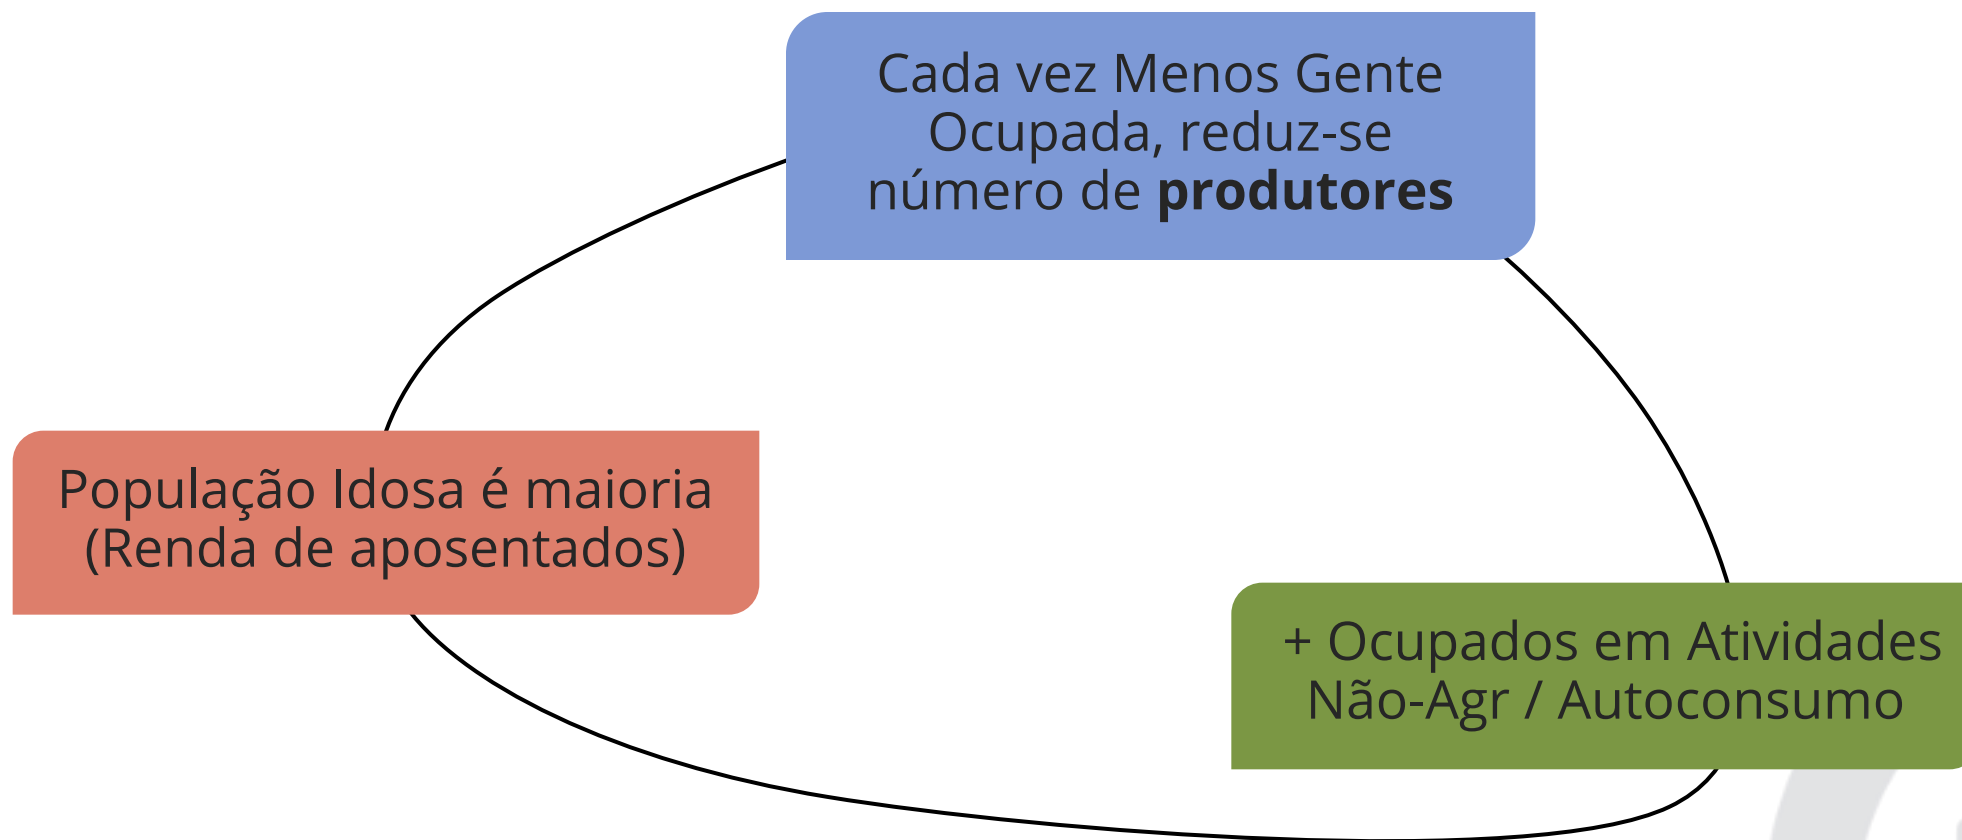 Cada vez Menos Gente
Ocupada, reduz-se
número de produtores
População Idosa é maioria
(Renda de aposentados)
+ Ocupados em Atividades
Não-Agr / Autoconsumo